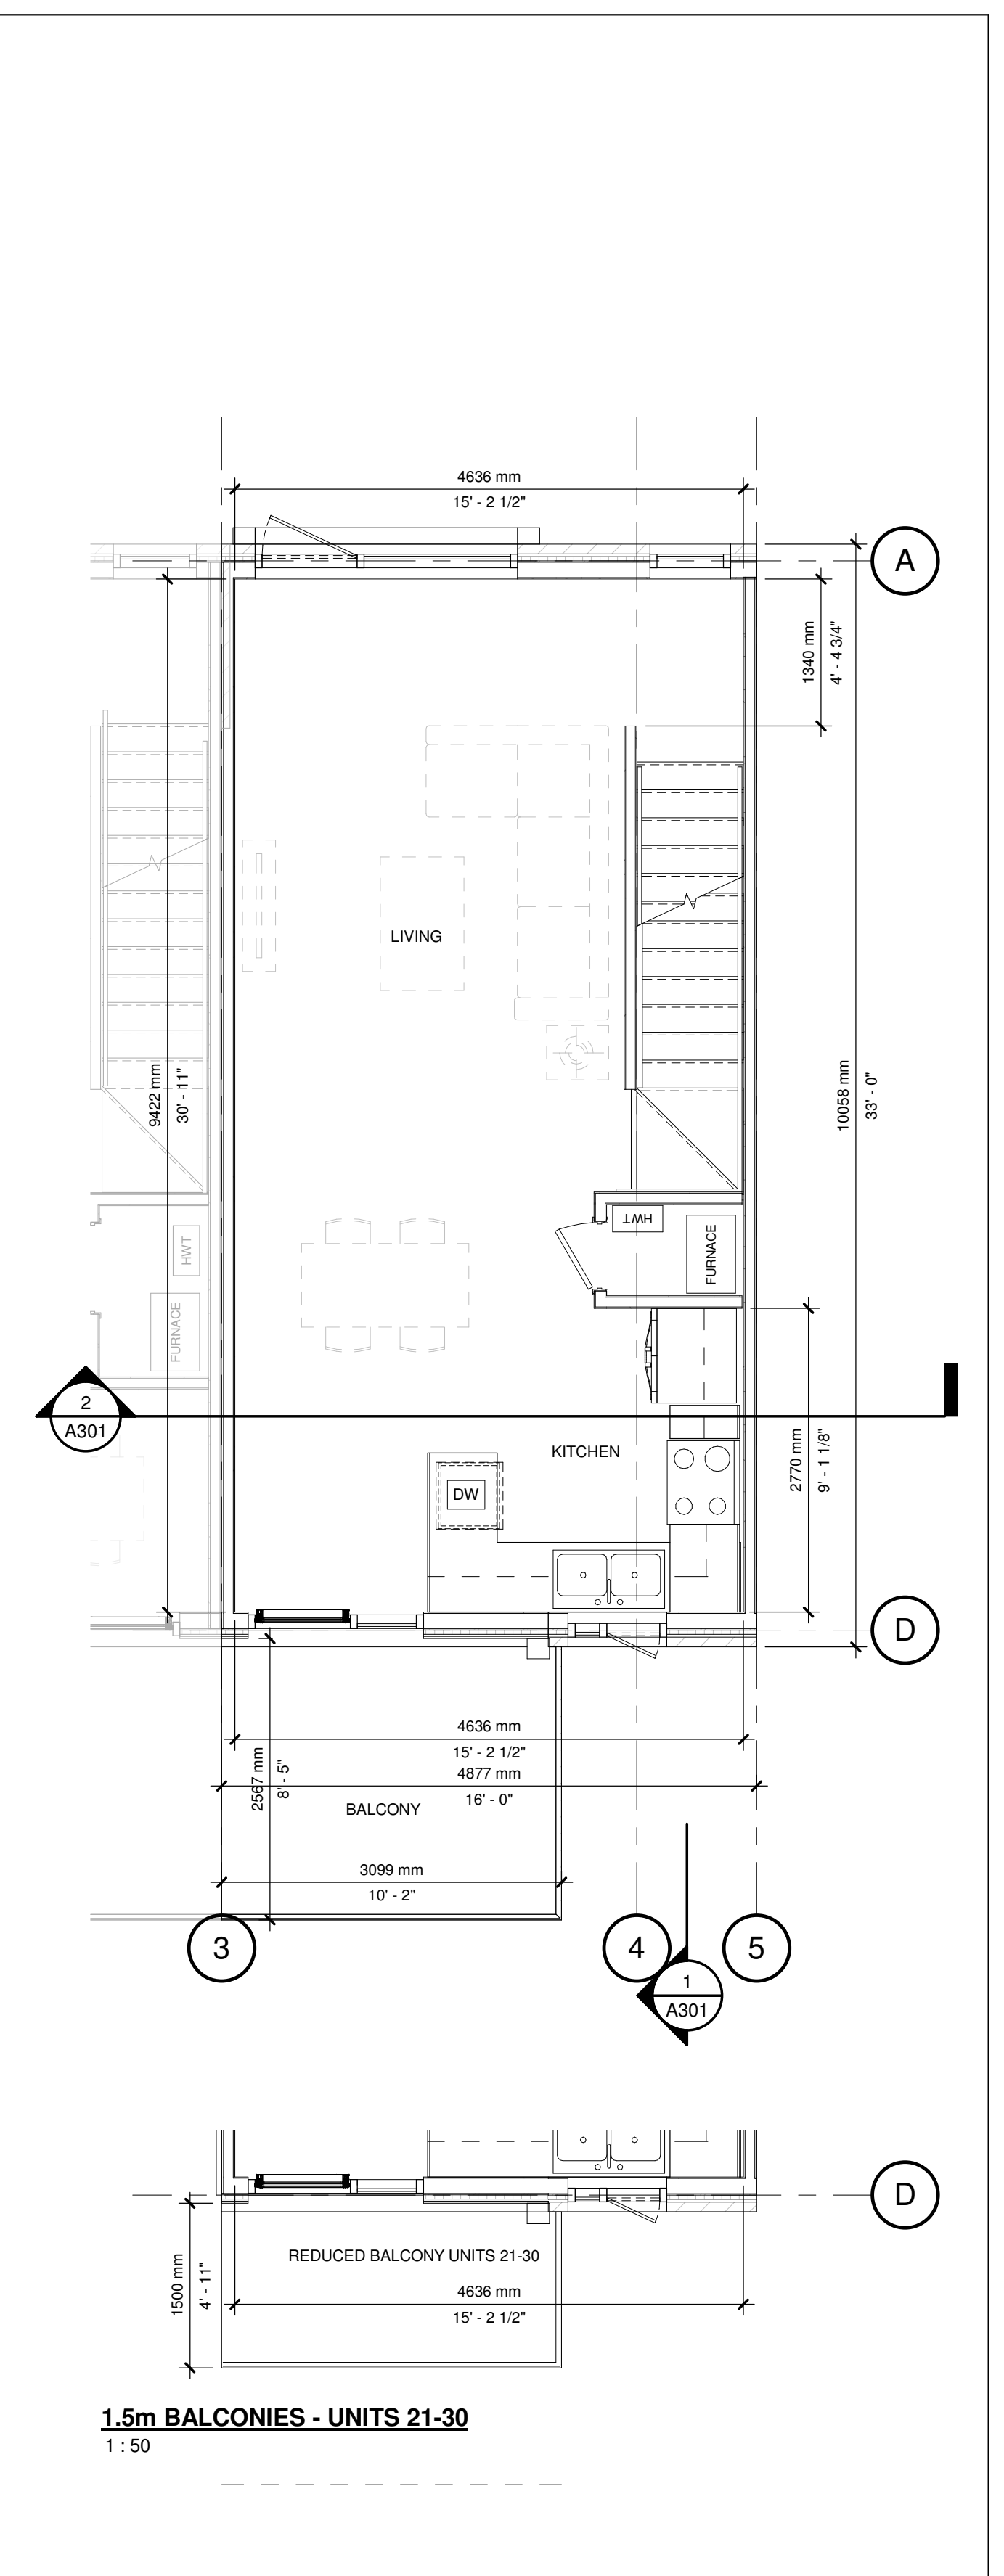 4636 mm
15' - 2 1/2"
A
1340 mm
4' - 4 3/4"
LIVING
9422 mm
30' - 11"
10058 mm
33' - 0"
HWT
FURNACE
HWT
FURNACE
2
A301
KITCHEN
DW
2770 mm
9' - 1 1/8"
D
4636 mm
15' - 2 1/2"
4877 mm
16' - 0"
2567 mm
8' - 5"
BALCONY
3099 mm
10' - 2"
3
4
5
1
A301
D
REDUCED BALCONY UNITS 21-30
1500 mm
4' - 11"
4636 mm
15' - 2 1/2"
1.5m BALCONIES - UNITS 21-30
1 : 50